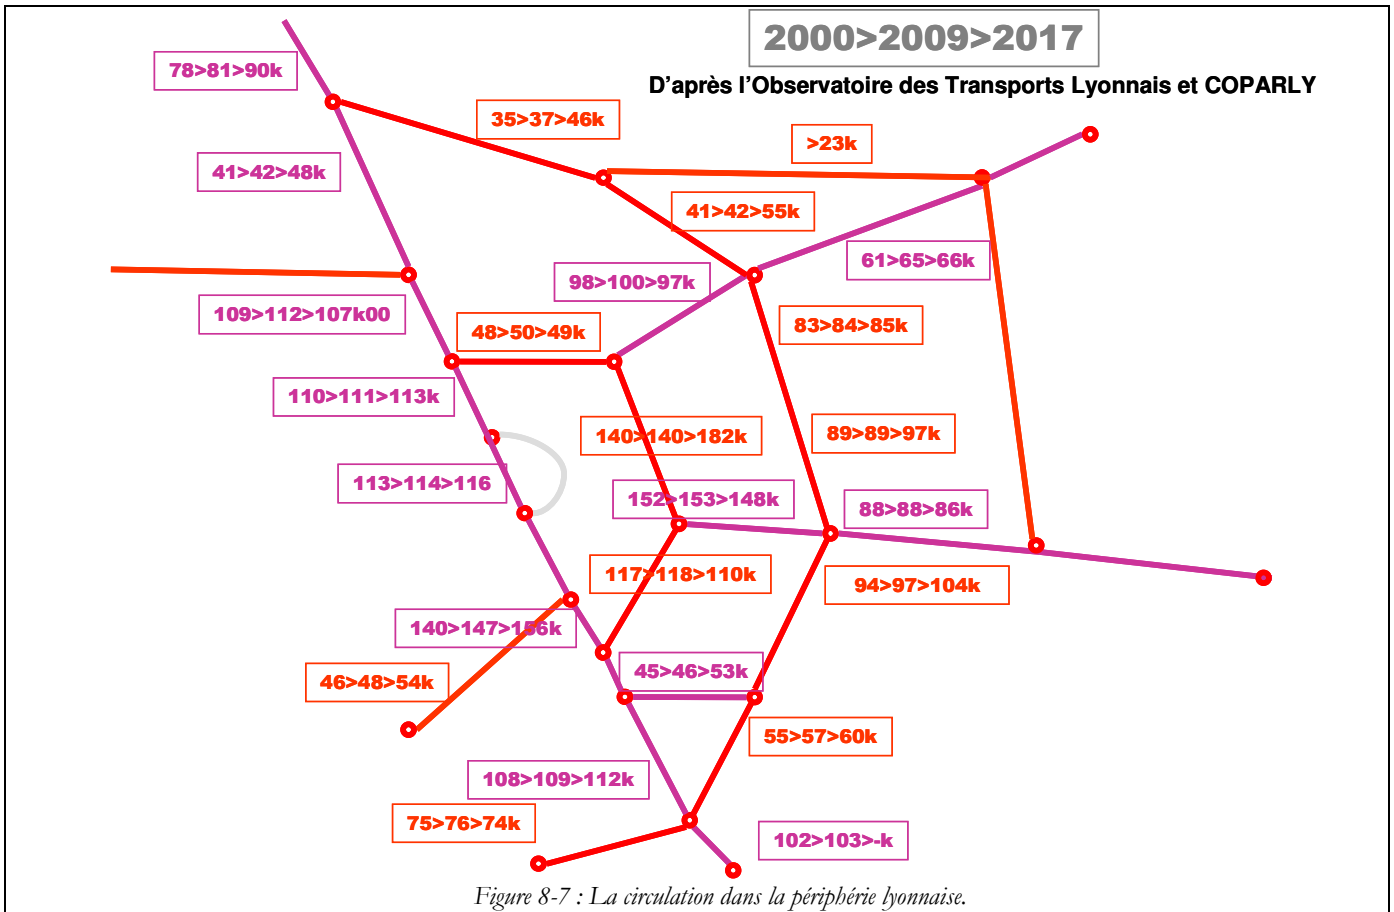 2000>2009>2017
78>81>90k
D'après l'Observatoire des Transports Lyonnais et COPARLY
35>37>46k
>23k
41>42>48k
41>42>55k
61>65>66k
98>100>97k
109>112>107k00
48>50>49k
83>84>85k
110>111>113k
140>140>182k
89>89>97k
113>114>116
152>153>148k
88>88>86k
117>118>110k
94>97>104k
140>147>156k
45>46>53k
46>48>54k
55>57>60k
108>109>112k
75>76>74k
102>103>-k
Figure 8-7 : La circulation dans la périphérie lyonnaise.